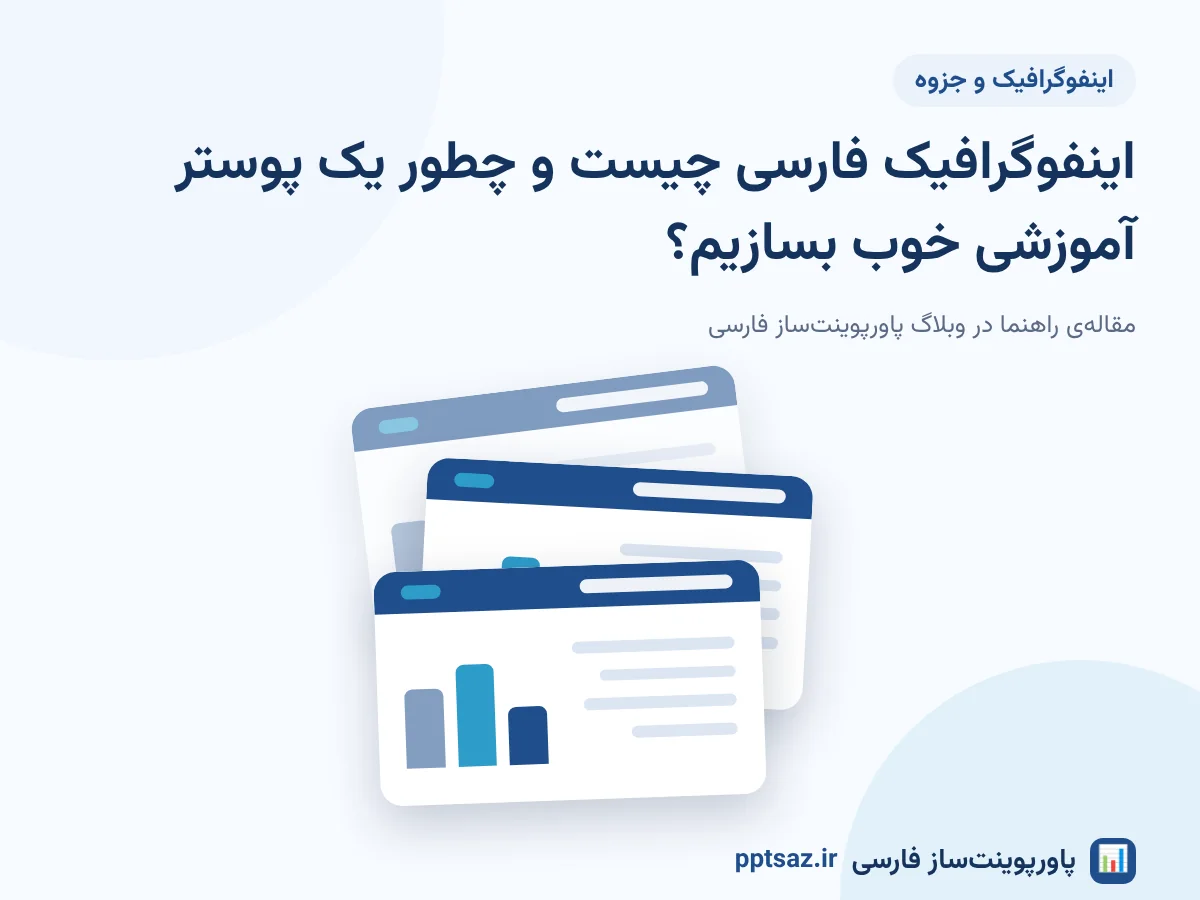 اینفوگرافیک و جزوه
اینفوگرافیک فارسی چیست و چطور یک پوستر
آموزشی خوب بسازیم؟
مقاله‌ی راهنما در وبلاگ پاورپوینت‌ساز فارسی
پاورپوینت‌ساز فارسی pptsaz.ir